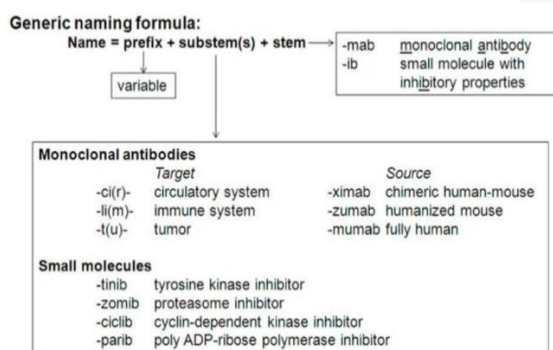 Generic naming formula:
Name = prefix + substem(s) + stem
-mab monoclonal antibody
-ib small molecule with
inhibitory properties
variable
Monoclonal antibodies
Target Source
-ci(r)- circulatory system -ximab chimeric human-mouse
-li(m)- immune system -zumab humanized mouse
-t(u)- tumor -mumab fully human
Small molecules
-tinib tyrosine kinase inhibitor
-zomib proteasome inhibitor
-ciclib cyclin-dependent kinase inhibitor
-parib poly ADP-ribose polymerase inhibitor